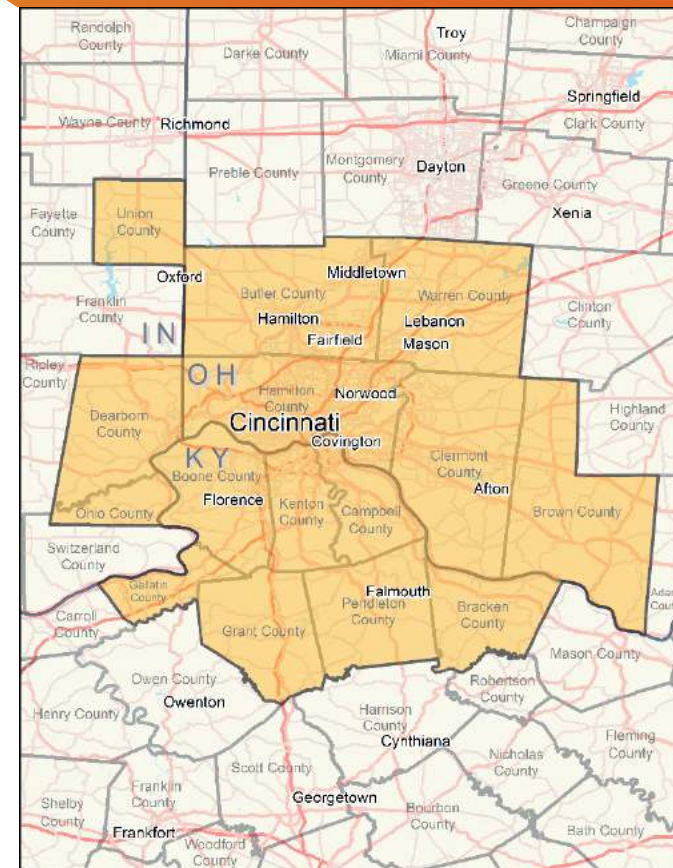 Randolph
County
Darke County
Troy
Miami County
Champaign
County
Springfield
Clark County
Wayne County
Richmond
Preble County
Montgomery
County
Dayton
Greene County
Xenia
Fayette
County
Union
County
Oxford
Middletown
Franklin
County
Butler County
Warren County
Clinton
County
Hamilton
Lebanon
Fairfield
Mason
IN
Ripley
County
OH
Hamilton
County
Norwood
Dearborn
County
Cincinnati
Highland
County
Covington
KY
Boone County
Clermont
County
Florence
Kenton
County
Campbell
County
Afton
Brown County
Ohio County
Switzerland
County
Gallatin
County
Falmouth
Pendleton
County
Bracken
County
Carroll
County
Grant County
Mason County
Owen County
Owenton
Robertson
County
Henry County
Harrison
County
Cynthiana
Nicholas
County
Fleming
County
Scott County
Franklin
County
Georgetown
Shelby
County
Bourbon
County
Frankfort
Bath County
Woodford
County